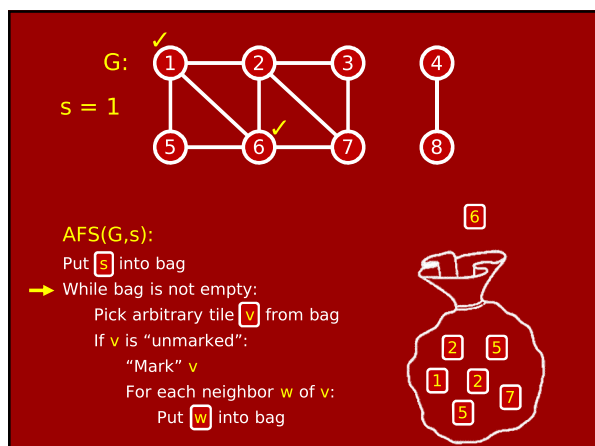 ✓
G: 1 2 3 4
s = 1
✓
5 6 7 8
6
AFS(G,s):
Put s into bag
While bag is not empty:
Pick arbitrary tile v from bag
If v is “unmarked”:
“Mark” v
For each neighbor w of v:
Put w into bag
2 5
1 2
7
5